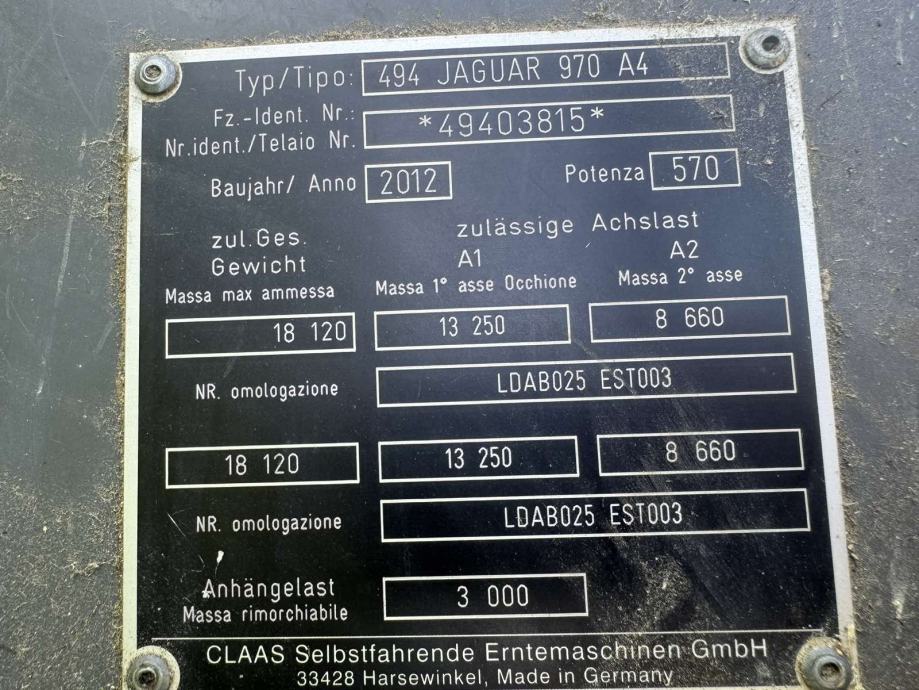 Typ/Tipo: 494 JAGUAR 970 A4
Fz.-Ident. Nr.:
Nr.ident./Telaio Nr. *49403815*
Baujahr/ Anno 2012 Potenza 570
zul.Ges. zulässige Achslast
Gewicht A1 A2
Massa max ammessa Massa 1° asse Occhione Massa 2° asse
18 120 13 250 8 660
NR. omologazione LDAB025 EST003
18 120 13 250 8 660
NR. omologazione LDAB025 EST003
Anhängelast
Massa rimorchiabile 3 000
CLAAS Selbstfahrende Erntemaschinen GmbH
33428 Harsewinkel, Made in Germany